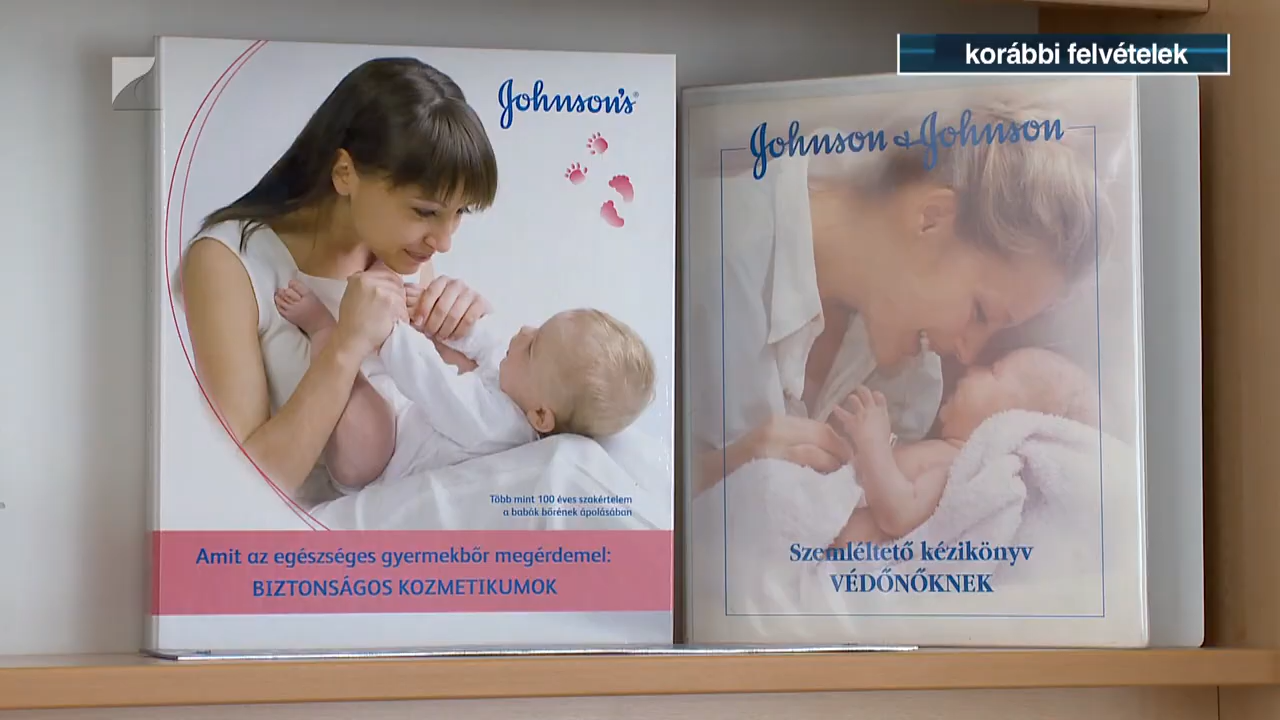 korábbi felvételek
Johnson's®
Több mint 100 éves szakértelem
a babák bőrének ápolásában
Amit az egészséges gyermekbőr megérdemel:
BIZTONSÁGOS KOZMETIKUMOK
Johnson & Johnson
Szemléltető kézikönyv
VÉDŐNŐKNEK